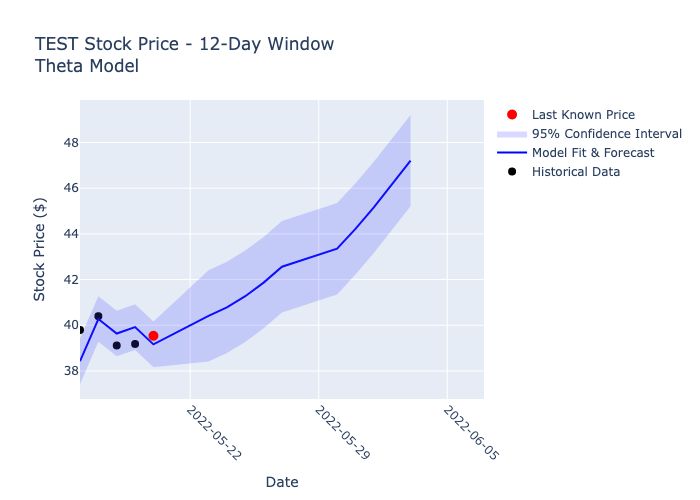 TEST Stock Price - 12-Day Window
Theta Model
Last Known Price
95% Confidence Interval
Model Fit & Forecast
Historical Data
Stock Price ($)
48
46
44
42
40
38
2022-05-22
2022-05-29
2022-06-05
Date